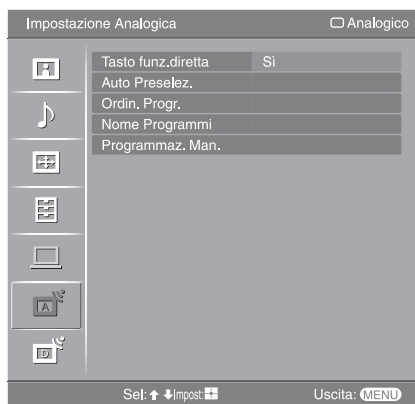 Impostazione Analogica Analogico
Tasto funz.diretta Sì
Auto Preselez.
Ordin. Progr.
Nome Programmi
Programmaz. Man.
A
D
Sel: Impost: Uscita: MENU